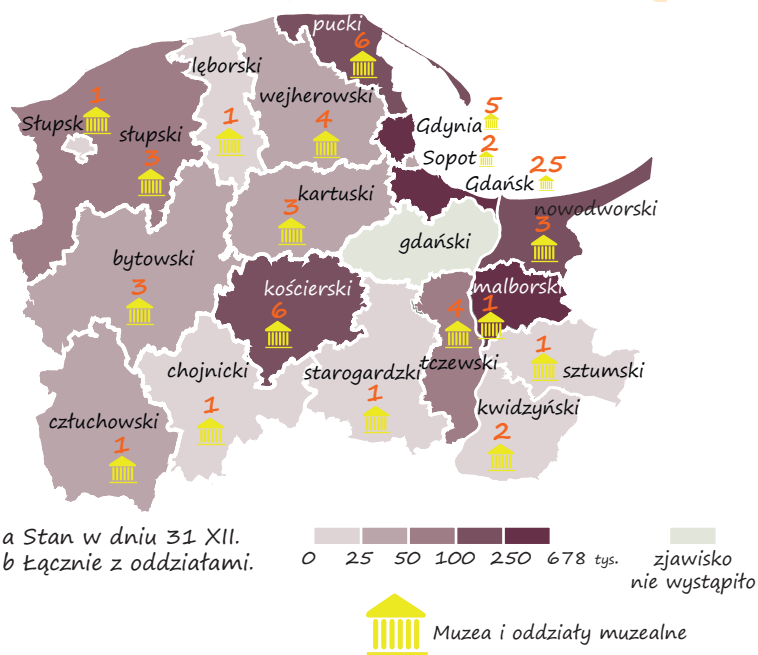 pucki
6
lęborski
1
wejherowski
4
Gdynia
5
Sopot
2
Gdańsk
25
Słupsk
1
słupski
3
kartuski
3
nowodworski
3
gdański
bytowski
3
kościerski
6
malborski
1
4
tczewski
1
sztumski
chojnicki
1
starogardzki
1
kwidzyński
2
człuchowski
1
a Stan w dniu 31 XII.
b Łącznie z oddziałami.
0 25 50 100 250 678 tys.
zjawisko
nie wystąpiło
Muzea i oddziały muzealne